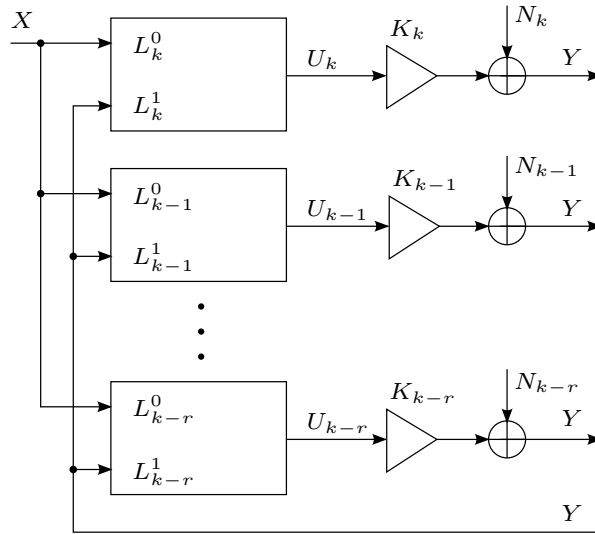 X
L_k^0
L_k^1
U_k
K_k
N_k
Y
L_{k-1}^0
L_{k-1}^1
U_{k-1}
K_{k-1}
N_{k-1}
Y
L_{k-r}^0
L_{k-r}^1
U_{k-r}
K_{k-r}
N_{k-r}
Y
Y